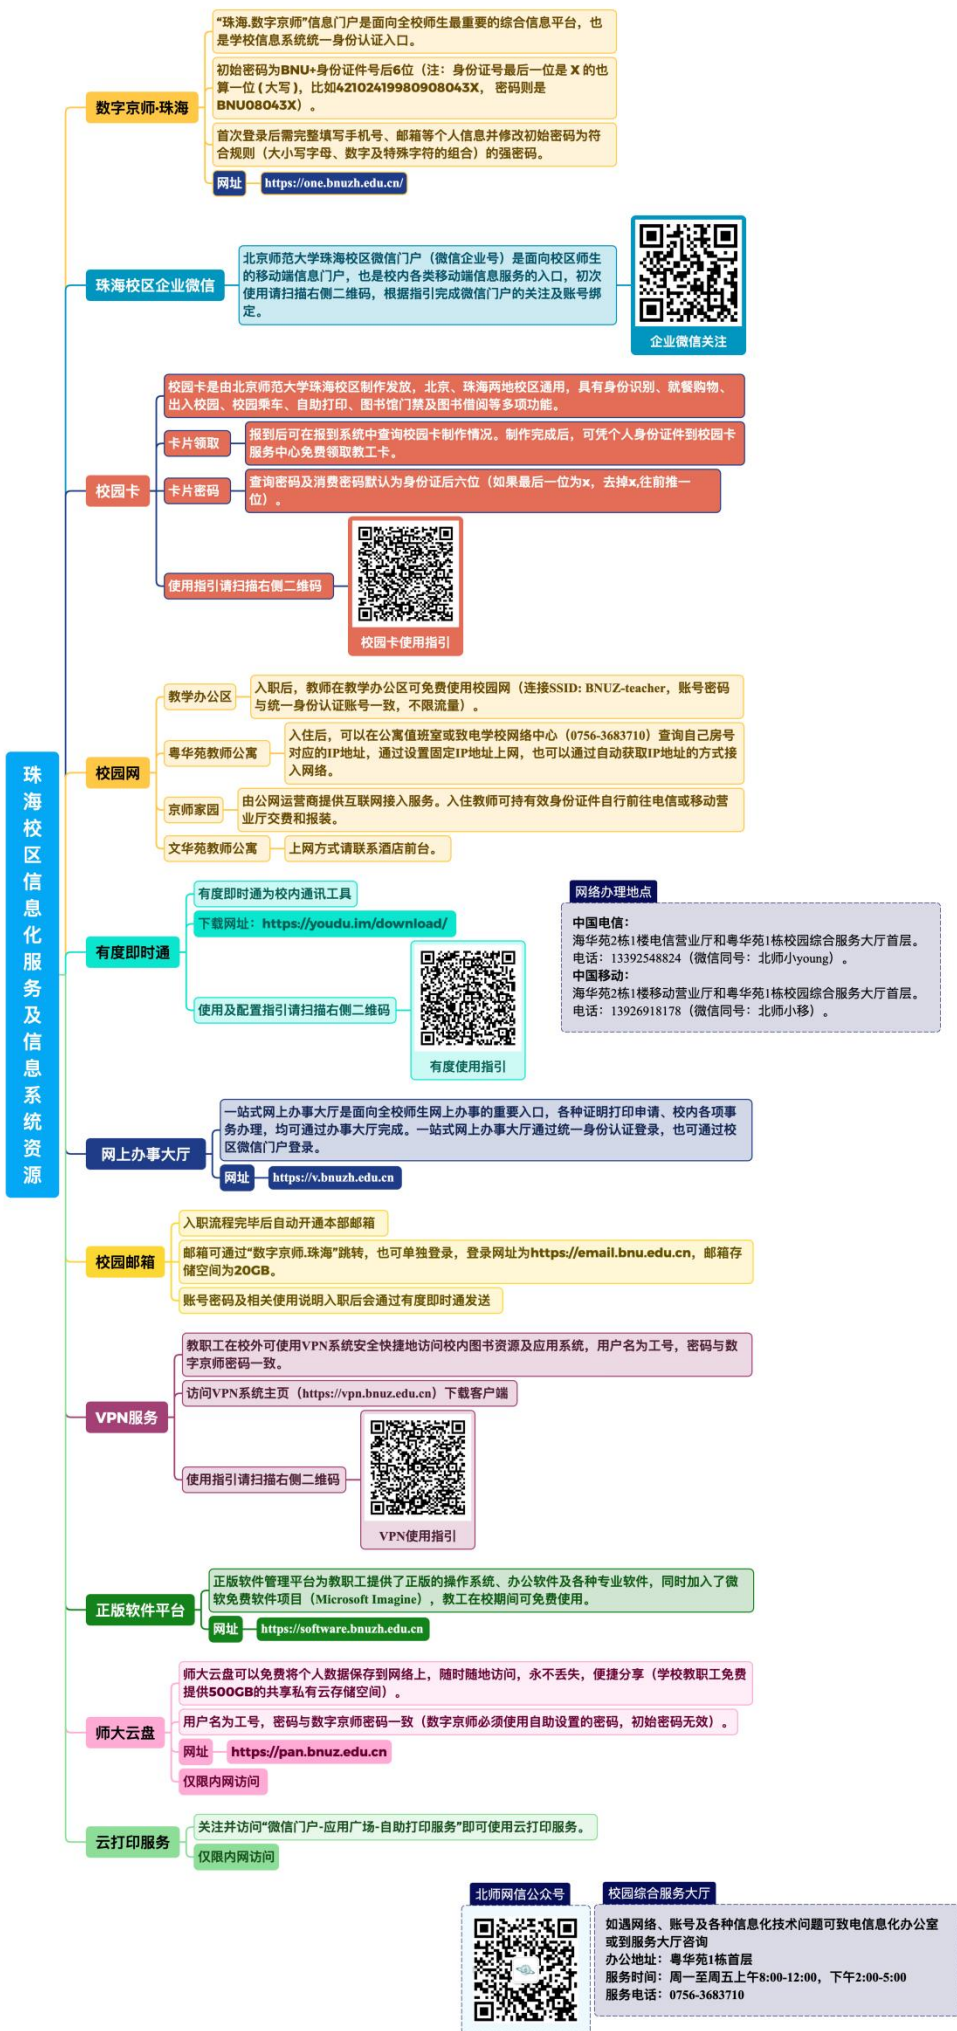 珠海校区信息化服务及信息系统资源
数字京师·珠海
“珠海.数字京师”信息门户是面向全校师生最重要的综合信息平台，也
是学校信息系统统一身份认证入口。
初始密码为BNU+身份证件号后6位（注：身份证号最后一位是 X 的也
算一位 ( 大写 )，比如42102419980908043X， 密码则是
BNU08043X）。
首次登录后需完整填写手机号、邮箱等个人信息并修改初始密码为符
合规则（大小写字母、数字及特殊字符的组合）的强密码。
网址
https://one.bnuzh.edu.cn/
珠海校区企业微信
北京师范大学珠海校区微信门户（微信企业号）是面向校区师生
的移动端信息门户，也是校内各类移动端信息服务的入口，初次
使用请扫描右侧二维码，根据指引完成微信门户的关注及账号绑
定。
企业微信关注
校园卡
校园卡是由北京师范大学珠海校区制作发放，北京、珠海两地校区通用，具有身份识别、就餐购物、
出入校园、校园乘车、自助打印、图书馆门禁及图书借阅等多项功能。
卡片领取
报到后可在报到系统中查询校园卡制作情况。制作完成后，可凭个人身份证件到校园卡
服务中心免费领取教工卡。
卡片密码
查询密码及消费密码默认为身份证后六位（如果最后一位为x，去掉x,往前推一
位）。
使用指引请扫描右侧二维码
校园卡使用指引
校园网
教学办公区
入职后，教师在教学办公区可免费使用校园网（连接SSID: BNUZ-teacher，账号密码
与统一身份认证账号一致，不限流量）。
粤华苑教师公寓
入住后，可以在公寓值班室或致电学校网络中心（0756-3683710）查询自己房号
对应的IP地址，通过设置固定IP地址上网，也可以通过自动获取IP地址的方式接
入网络。
京师家园
由公网运营商提供互联网接入服务。入住教师可持有效身份证件自行前往电信或移动营
业厅交费和报装。
文华苑教师公寓
上网方式请联系酒店前台。
有度即时通
有度即时通为校内通讯工具
下载网址：https://youdu.im/download/
使用及配置指引请扫描右侧二维码
有度使用指引
网络办理地点
中国电信：
海华苑2栋1楼电信营业厅和粤华苑1栋校园综合服务大厅首层。
电话：13392548824（微信同号：北师小young）。
中国移动：
海华苑2栋1楼移动营业厅和粤华苑1栋校园综合服务大厅首层。
电话：13926918178（微信同号：北师小移）。
网上办事大厅
一站式网上办事大厅是面向全校师生网上办事的重要入口，各种证明打印申请、校内各项事
务办理，均可通过办事大厅完成。一站式网上办事大厅通过统一身份认证登录，也可通过校
区微信门户登录。
网址
https://v.bnuzh.edu.cn
校园邮箱
入职流程完毕后自动开通本部邮箱
邮箱可通过“数字京师.珠海”跳转，也可单独登录，登录网址为https://email.bnu.edu.cn，邮箱存
储空间为20GB。
账号密码及相关使用说明入职后会通过有度即时通发送
VPN服务
教职工在校外可使用VPN系统安全快捷地访问校内图书资源及应用系统，用户名为工号，密码与数
字京师密码一致。
访问VPN系统主页（https://vpn.bnuz.edu.cn）下载客户端
使用指引请扫描右侧二维码
VPN使用指引
正版软件平台
正版软件管理平台为教职工提供了正版的操作系统、办公软件及各种专业软件，同时加入了微
软免费软件项目（Microsoft Imagine），教工在校期间可免费使用。
网址
https://software.bnuzh.edu.cn
师大云盘
师大云盘可以免费将个人数据保存到网络上，随时随地访问，永不丢失，便捷分享（学校教职工免费
提供500GB的共享私有云存储空间）。
用户名为工号，密码与数字京师密码一致（数字京师必须使用自助设置的密码，初始密码无效）。
网址
https://pan.bnuz.edu.cn
仅限内网访问
云打印服务
关注并访问“微信门户-应用广场-自助打印服务”即可使用云打印服务。
仅限内网访问
北师网信公众号
校园综合服务大厅
如遇网络、账号及各种信息化技术问题可致电信息化办公室
或到服务大厅咨询
办公地址：粤华苑1栋首层
服务时间：周一至周五上午8:00-12:00，下午2:00-5:00
服务电话：0756-3683710